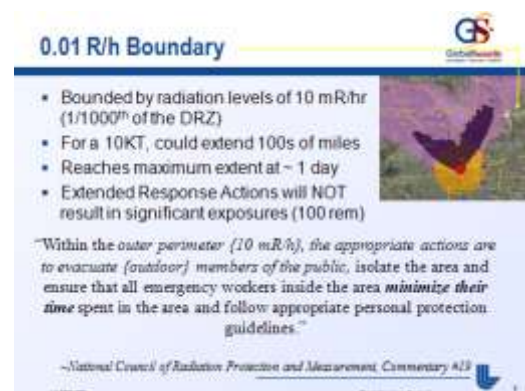 0.01 R/h Boundary
GS
▪ Bounded by radiation levels of 10 mR/hr
(1/1000th of the DRZ)
▪ For a 10KT, could extend 100s of miles
▪ Reaches maximum extent at ~ 1 day
▪ Extended Response Actions will NOT
result in significant exposures (100 rem)
"Within the outer perimeter {10 mR/h}, the appropriate actions are
to evacuate {outdoor} members of the public, isolate the area and
ensure that all emergency workers inside the area minimize their
time spent in the area and follow appropriate personal protection
guidelines."
~National Council of Radiation Protection and Measurement, Commentary #19